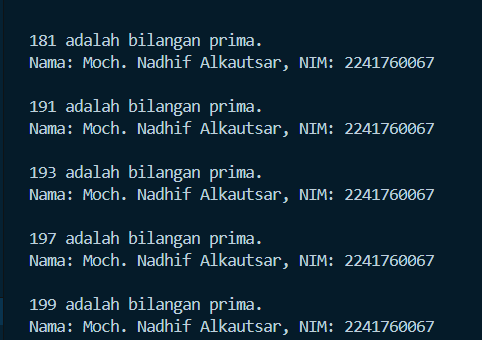 181 adalah bilangan prima.
Nama: Moch. Nadhif Alkautsar, NIM: 2241760067
191 adalah bilangan prima.
Nama: Moch. Nadhif Alkautsar, NIM: 2241760067
193 adalah bilangan prima.
Nama: Moch. Nadhif Alkautsar, NIM: 2241760067
197 adalah bilangan prima.
Nama: Moch. Nadhif Alkautsar, NIM: 2241760067
199 adalah bilangan prima.
Nama: Moch. Nadhif Alkautsar, NIM: 2241760067